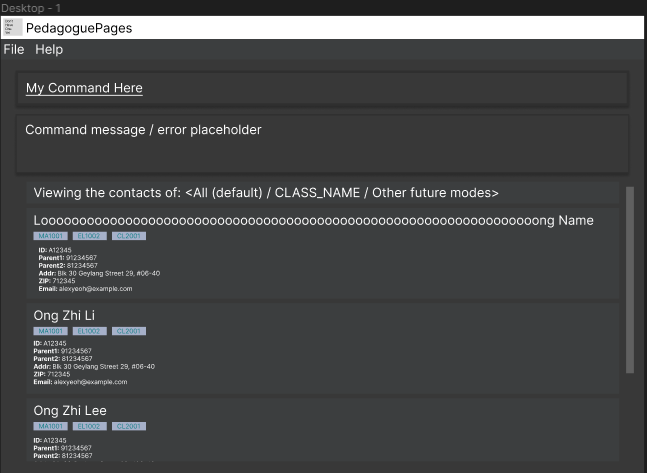 Desktop - 1
PedagoguePages
File Help
My Command Here
Command message / error placeholder
Viewing the contacts of: <All (default) / CLASS_NAME / Other future modes>
Looooooooooooooooooooooooooooooooooooooooooooooooooooooooooooooong Name
MA1001 EL1002 CL2001
ID: A12345
Parent1: 91234567
Parent2: 81234567
Addr: Blk 30 Geylang Street 29, #06-40
ZIP: 712345
Email: alexyeoh@example.com
Ong Zhi Li
MA1001 EL1002 CL2001
ID: A12345
Parent1: 91234567
Parent2: 81234567
Addr: Blk 30 Geylang Street 29, #06-40
ZIP: 712345
Email: alexyeoh@example.com
Ong Zhi Lee
MA1001 EL1002 CL2001
ID: A12345
Parent1: 91234567
Parent2: 81234567